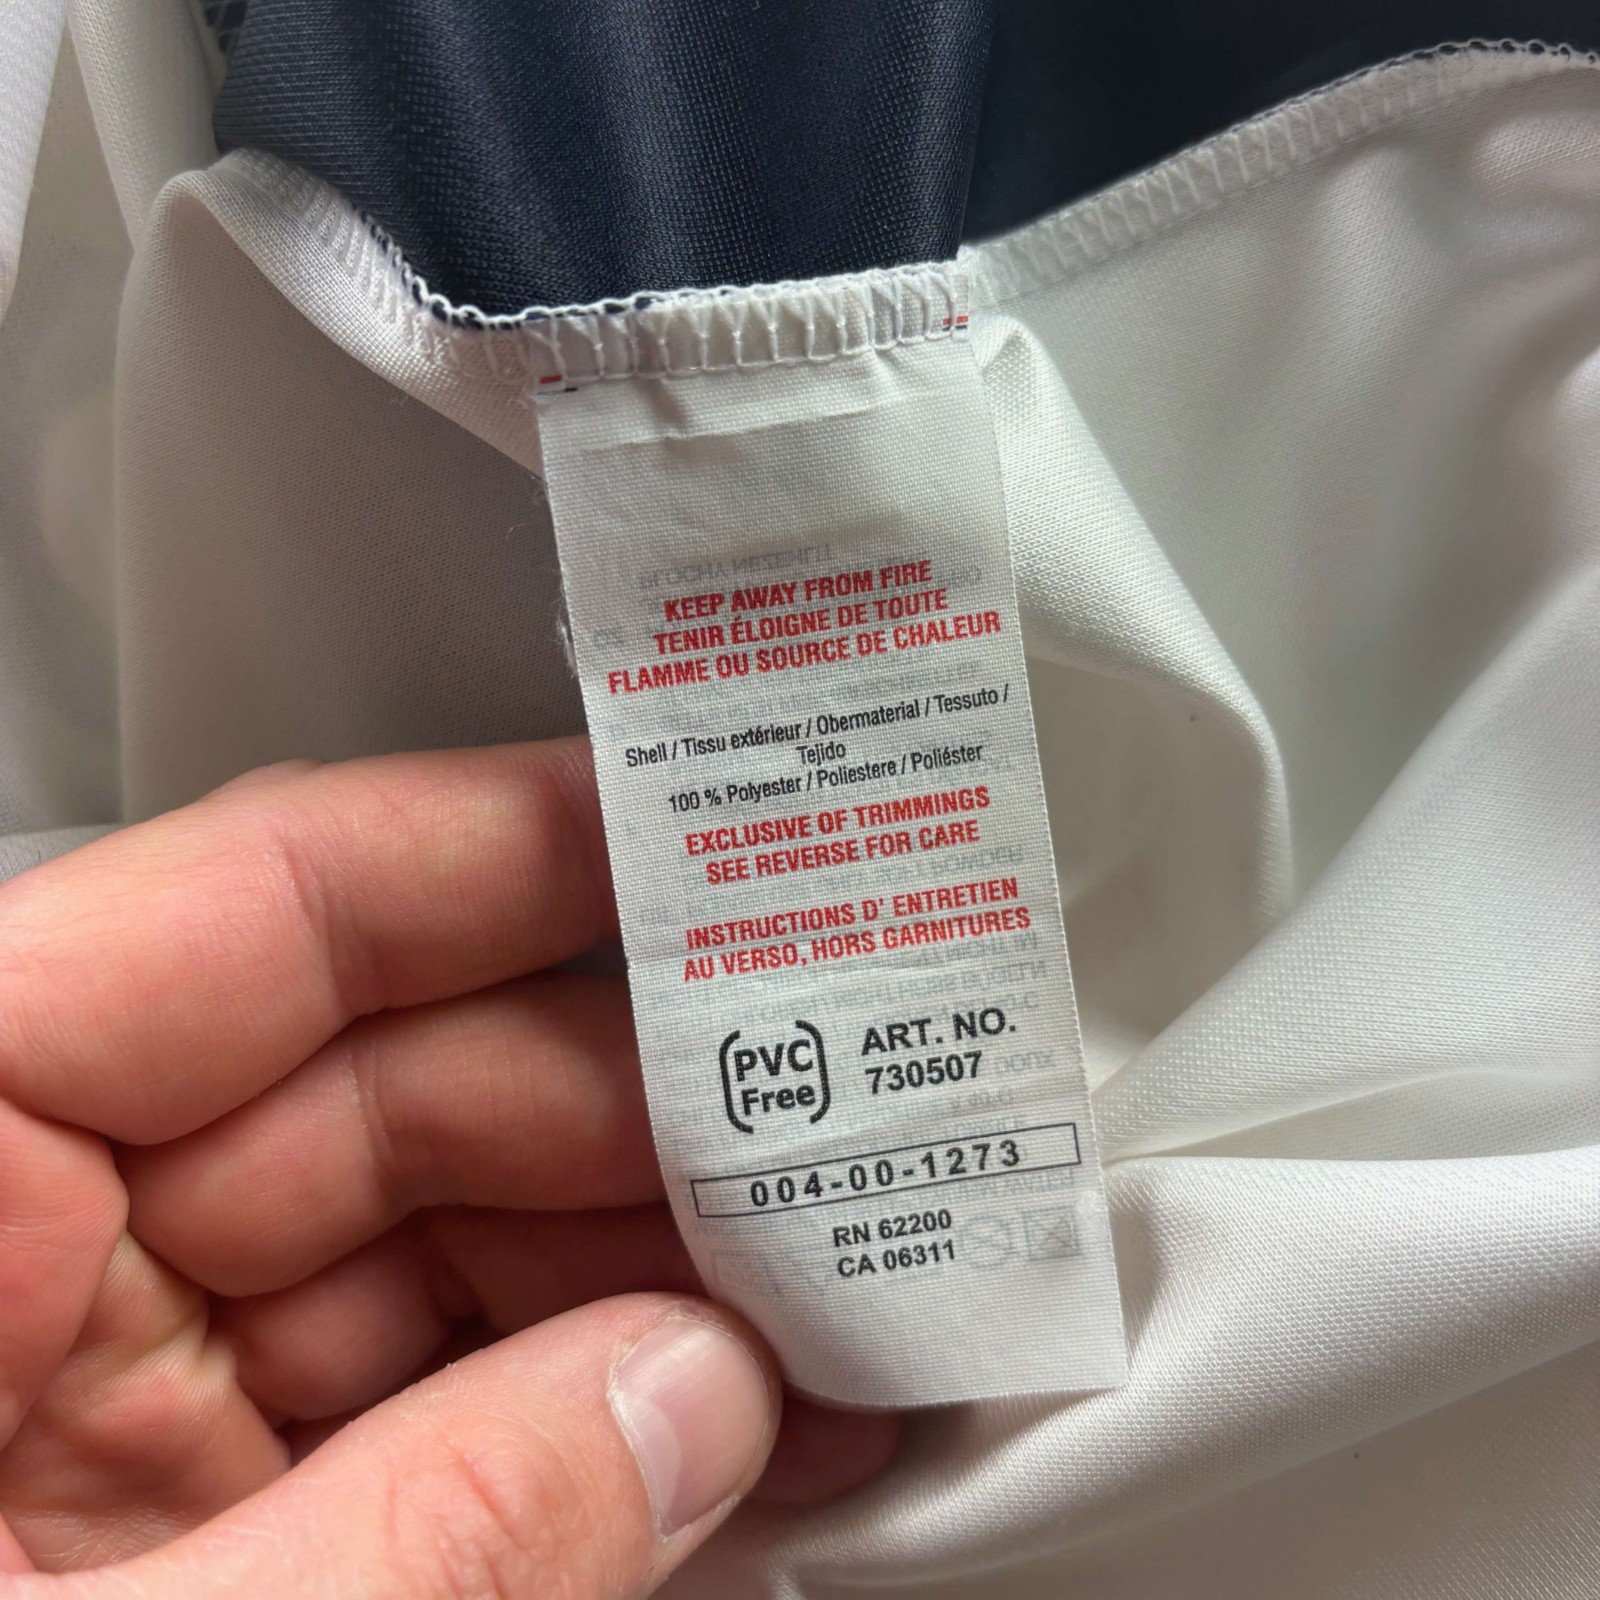 KEEP AWAY FROM FIRE
TENIR ÉLOIGNE DE TOUTE
FLAMME OU SOURCE DE CHALEUR
Shell / Tissu extérieur / Obermaterial / Tessuto /
Tejido
100 % Polyester / Poliestere / Poliéster
EXCLUSIVE OF TRIMMINGS
SEE REVERSE FOR CARE
INSTRUCTIONS D' ENTRETIEN
AU VERSO, HORS GARNITURES
PVC
Free
ART. NO.
730507
004-00-1273
RN 62200
CA 06311